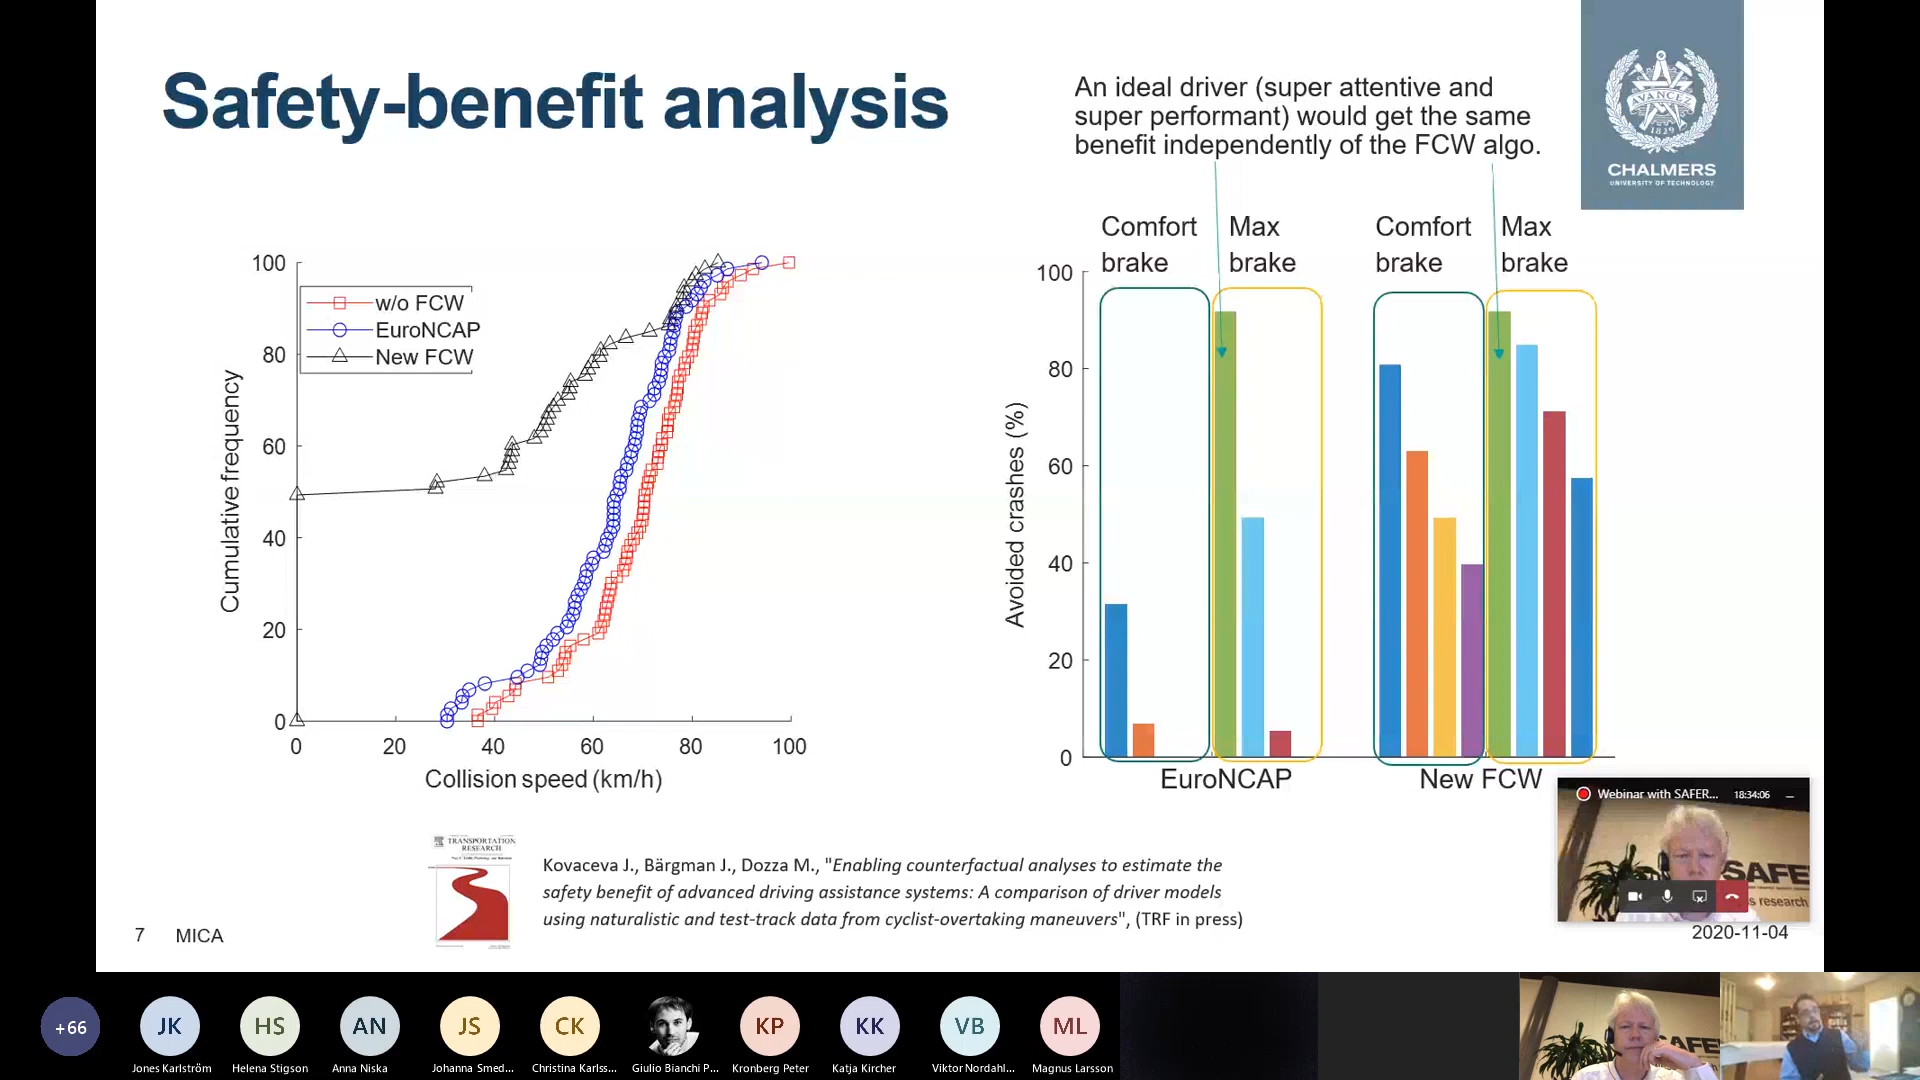 Safety-benefit analysis
An ideal driver (super attentive and
super performant) would get the same
benefit independently of the FCW algo.
AVANCEZ
1829
CHALMERS
UNIVERSITY OF TECHNOLOGY
100
80
60
40
20
0
Cumulative frequency
w/o FCW
EuroNCAP
New FCW
0 20 40 60 80 100
Collision speed (km/h)
Comfort
brake
Max
brake
Comfort
brake
Max
brake
100
80
60
40
20
0
Avoided crashes (%)
EuroNCAP
New FCW
TRANSPORTATION
RESEARCH
Kovaceva J., Bärgman J., Dozza M., "Enabling counterfactual analyses to estimate the
safety benefit of advanced driving assistance systems: A comparison of driver models
using naturalistic and test-track data from cyclist-overtaking maneuvers", (TRF in press)
7 MICA
Webinar with SAFER... 18:34:06
SAFE
s research
2020-11-04
+66
JK
HS
AN
JS
CK
KP
KK
VB
ML
Jones Karlström
Helena Stigson
Anna Niska
Johanna Smed...
Christina Karlss...
Giulio Bianchi P...
Kronberg Peter
Katja Kircher
Viktor Nordahl...
Magnus Larsson
SAFE